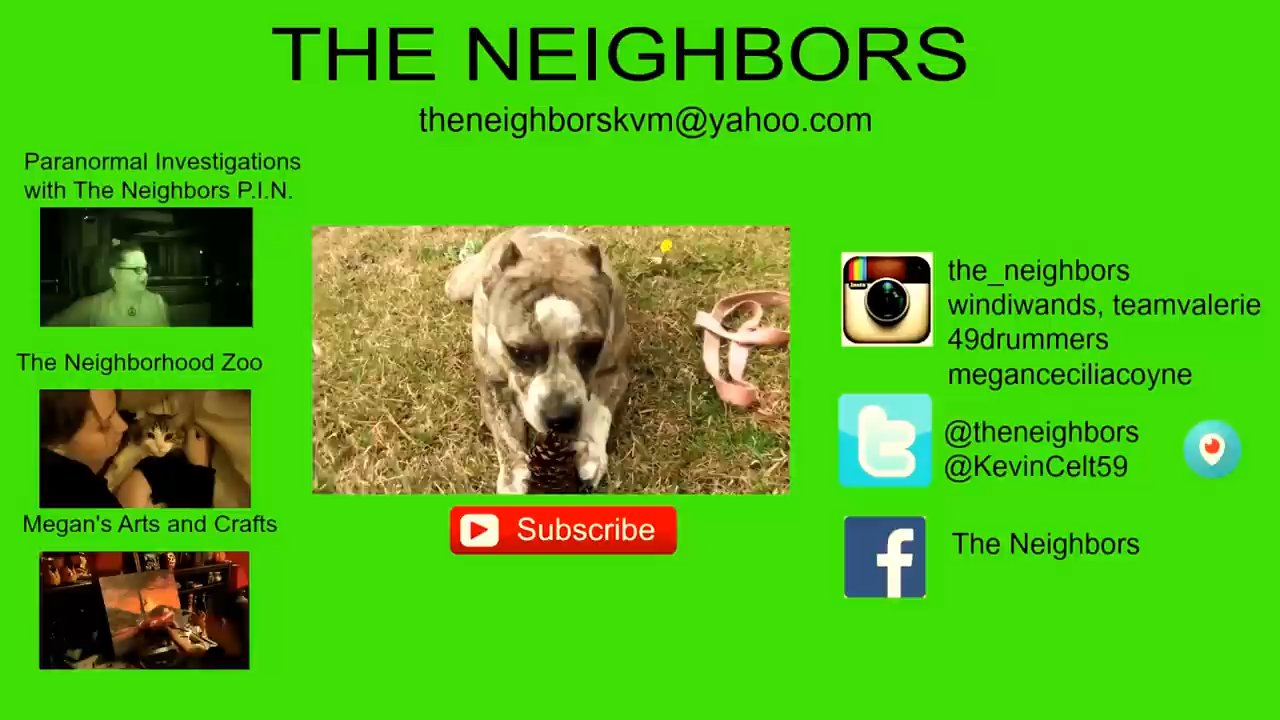 THE NEIGHBORS
theneighborskvm@yahoo.com
Paranormal Investigations
with The Neighbors P.I.N.
The Neighborhood Zoo
Megan's Arts and Crafts
Subscribe
the_neighbors
windiwands, teamvalerie
49drummers
meganceciliacoyne
@theneighbors
@KevinCelt59
The Neighbors